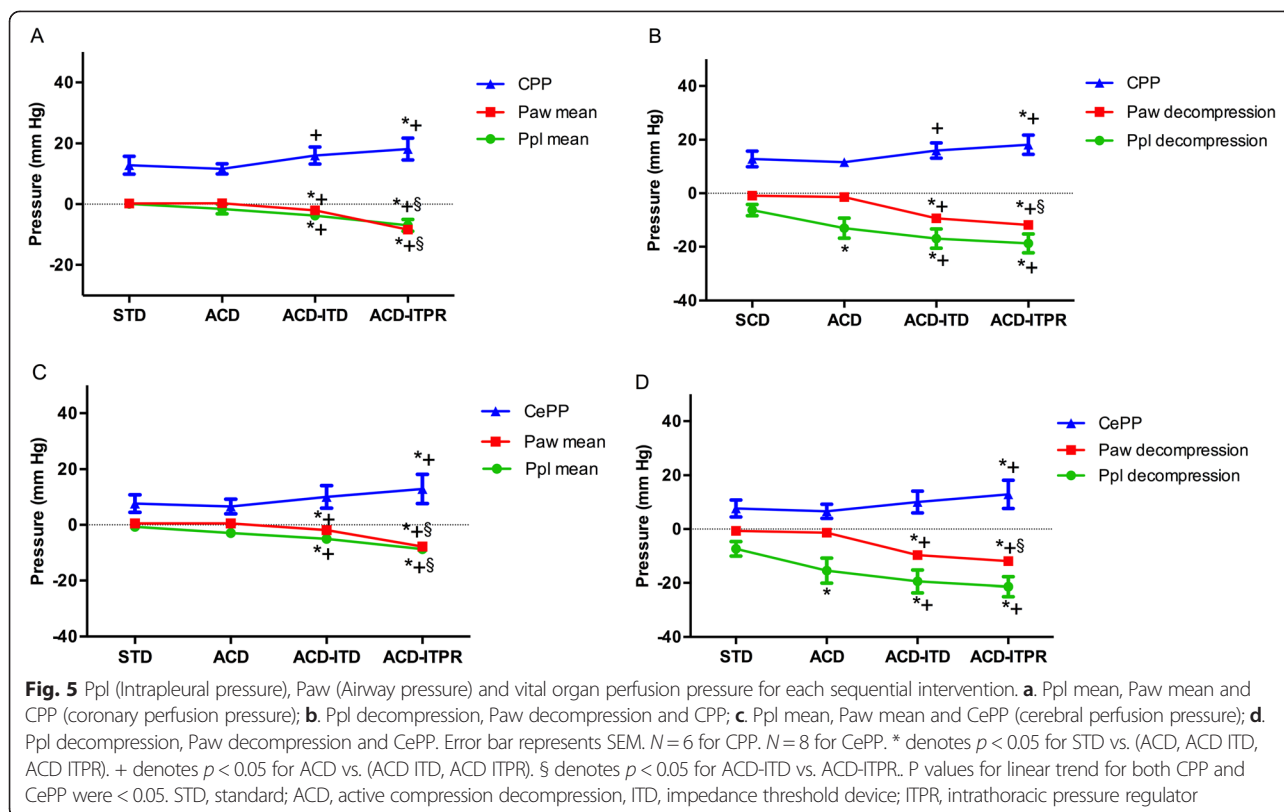 A
40
20
0
-20
Pressure (mm Hg)
CPP
Paw mean
Ppl mean
+
*+
*+
*+
*+§
*+§
STD ACD ACD-ITD ACD-ITPR
B
40
20
0
-20
-40
Pressure (mm Hg)
CPP
Paw decompression
Ppl decompression
+
*+
*+
*+§
*
*+
*+
SCD ACD ACD-ITD ACD-ITPR
C
40
20
0
-20
-40
Pressure (mm Hg)
CePP
Paw mean
Ppl mean
*+
*+
*+
*+§
*+§
STD ACD ACD-ITD ACD-ITPR
D
40
20
0
-20
-40
Pressure (mm Hg)
CePP
Paw decompression
Ppl decompression
*+
*+
*+§
*
*+
*+
STD ACD ACD-ITD ACD-ITPR
Fig. 5 Ppl (Intrapleural pressure), Paw (Airway pressure) and vital organ perfusion pressure for each sequential intervention. a. Ppl mean, Paw mean and
CPP (coronary perfusion pressure); b. Ppl decompression, Paw decompression and CPP; c. Ppl mean, Paw mean and CePP (cerebral perfusion pressure); d.
Ppl decompression, Paw decompression and CePP. Error bar represents SEM. N = 6 for CPP. N = 8 for CePP. * denotes p < 0.05 for STD vs. (ACD, ACD ITD,
ACD ITPR). + denotes p < 0.05 for ACD vs. (ACD ITD, ACD ITPR). § denotes p < 0.05 for ACD-ITD vs. ACD-ITPR.. P values for linear trend for both CPP and
CePP were < 0.05. STD, standard; ACD, active compression decompression, ITD, impedance threshold device; ITPR, intrathoracic pressure regulator